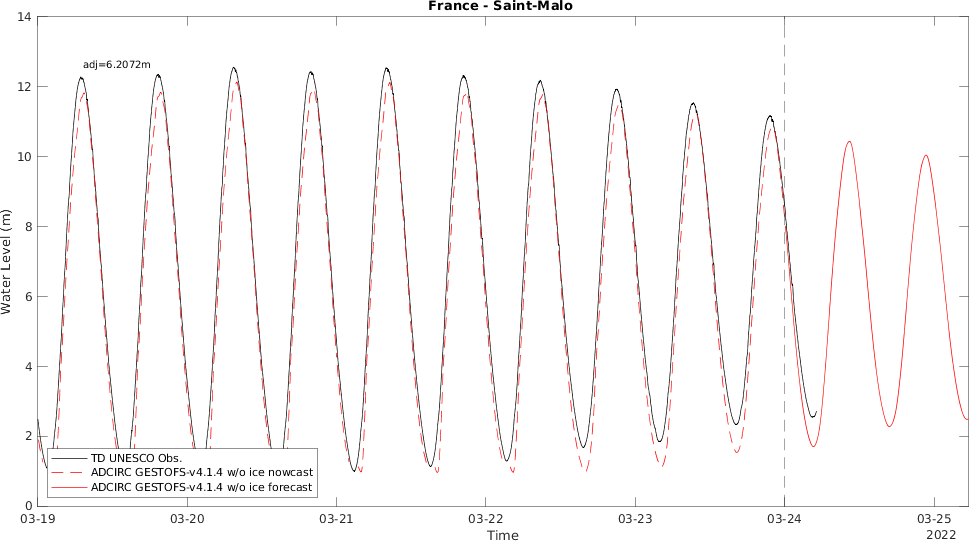 France - Saint-Malo
14
12
10
8
6
4
2
0
Water Level (m)
adj=6.2072m
TD UNESCO Obs.
ADCIRC GESTOFS-v4.1.4 w/o ice nowcast
ADCIRC GESTOFS-v4.1.4 w/o ice forecast
03-19 03-20 03-21 03-22 03-23 03-24 03-25
Time
2022